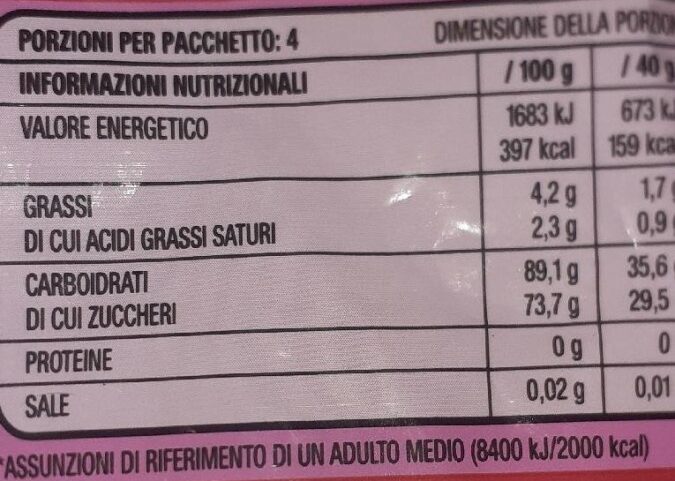 PORZIONI PER PACCHETTO: 4 DIMENSIONE DELLA
INFORMAZIONI NUTRIZIONALI / 100 g / 40 g
VALORE ENERGETICO 1683 kJ 673 kJ
397 kcal 159 kca
GRASSI 4,2 g 1,7
DI CUI ACIDI GRASSI SATURI 2,3 g 0,9
CARBOIDRATI 89,1 g 35,6
DI CUI ZUCCHERI 73,7 g 29,5
PROTEINE 0 g 0
SALE 0,02 g 0,01
*ASSUNZIONI DI RIFERIMENTO DI UN ADULTO MEDIO (8400 kJ/2000 kcal)